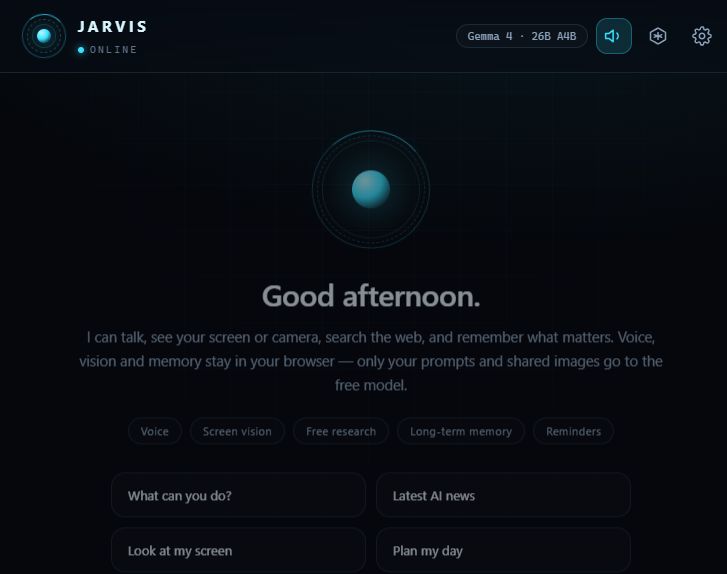 JARVIS
ONLINE
Gemma 4 · 26B A4B
Good afternoon.
I can talk, see your screen or camera, search the web, and remember what matters. Voice,
vision and memory stay in your browser — only your prompts and shared images go to the
free model.
Voice
Screen vision
Free research
Long-term memory
Reminders
What can you do?
Latest AI news
Look at my screen
Plan my day